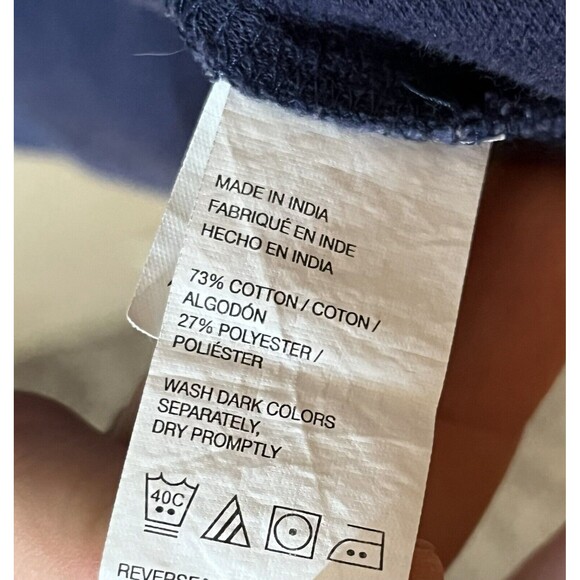 MADE IN INDIA
FABRIQUÉ EN INDE
HECHO EN INDIA
73% COTTON / COTON /
ALGODÓN
27% POLYESTER /
POLIÉSTER
WASH DARK COLORS
SEPARATELY,
DRY PROMPTLY
40C